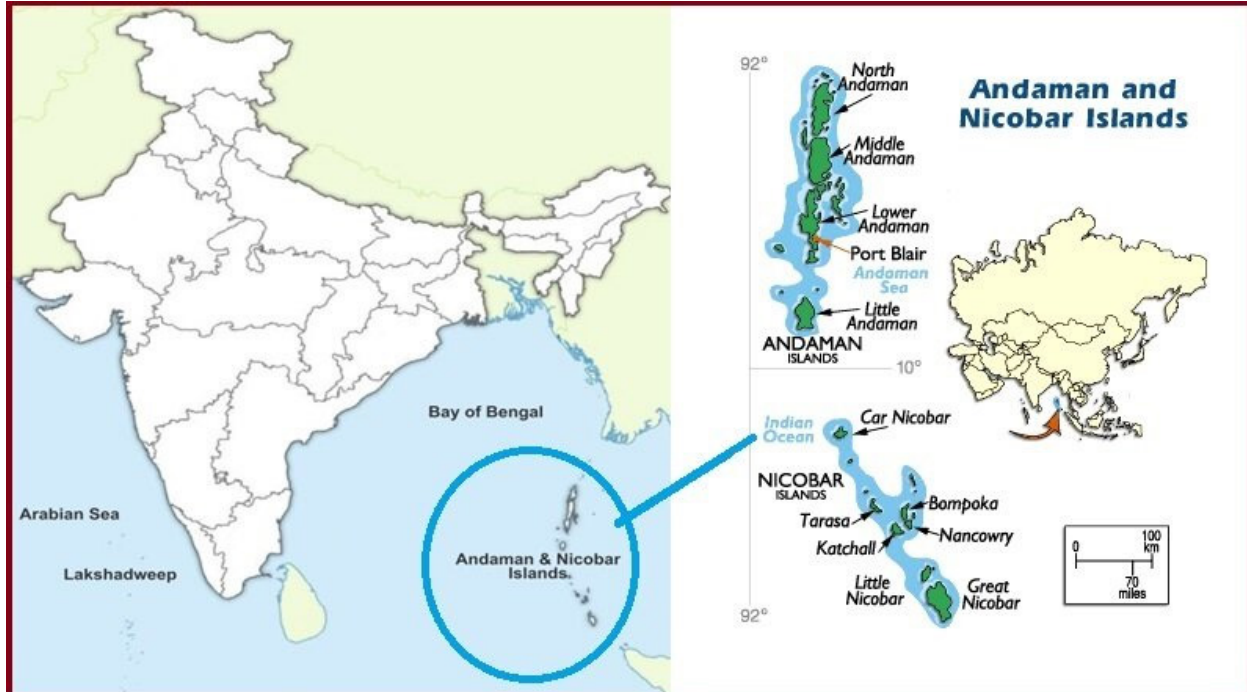 Bay of Bengal
Arabian Sea
Lakshadweep
Andaman & Nicobar
Islands
Andaman and
Nicobar Islands
92°
North
Andaman
Middle
Andaman
Lower
Andaman
Port Blair
Andaman
Sea
Little
Andaman
ANDAMAN
ISLANDS
10°
Indian
Ocean
Car Nicobar
NICOBAR
ISLANDS
Bompoka
Tarasa
Nancowry
Katchall
Little
Nicobar
Great
Nicobar
92°
0 100
km
70
miles